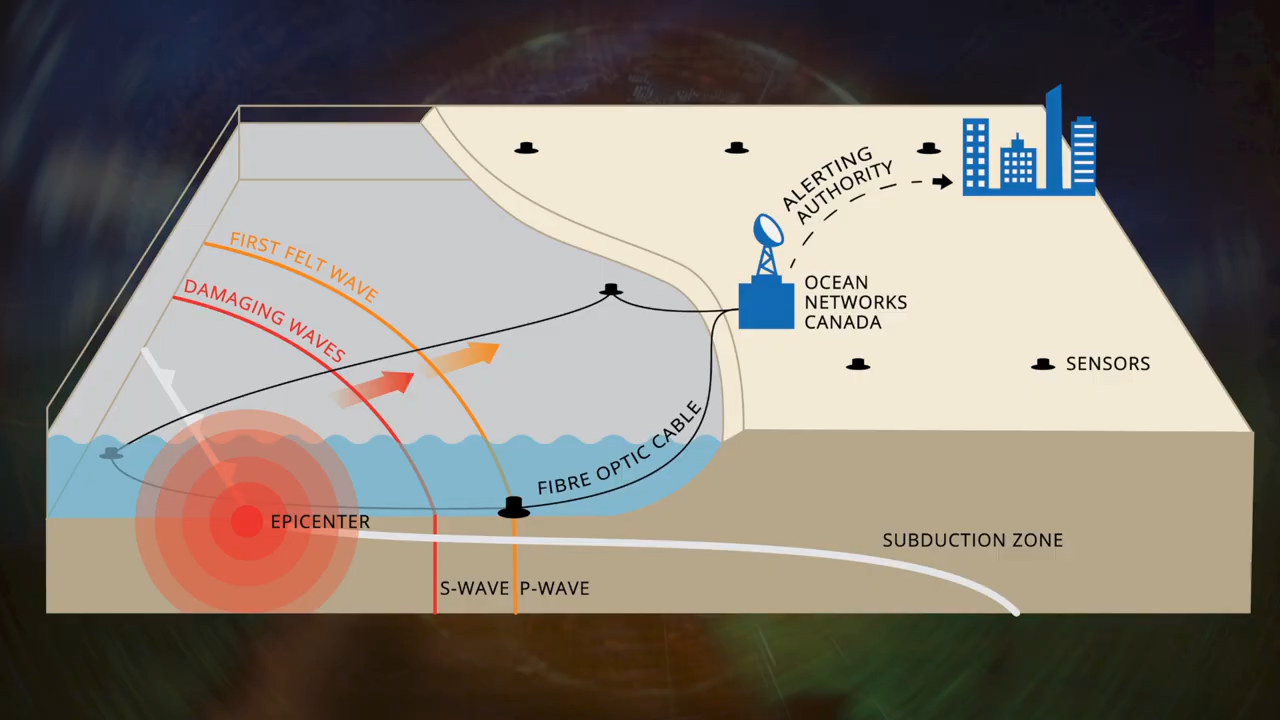 ALERTING
AUTHORITY
FIRST FELT WAVE
DAMAGING WAVES
OCEAN
NETWORKS
CANADA
SENSORS
FIBRE OPTIC CABLE
EPICENTER
SUBDUCTION ZONE
S-WAVE
P-WAVE